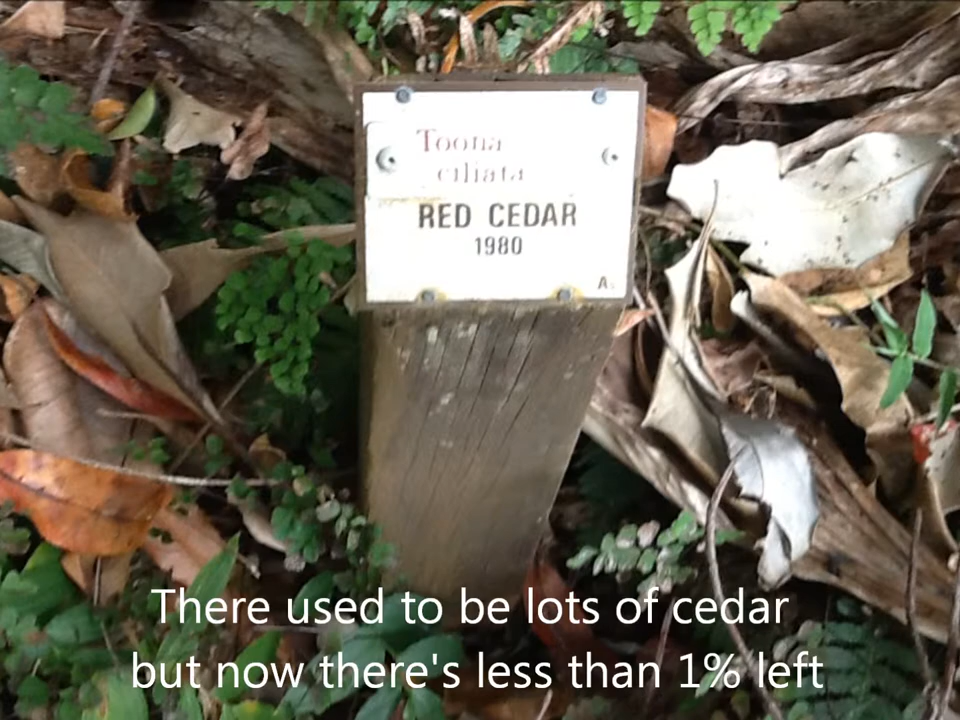 Toona
ciliata
RED CEDAR
1980
There used to be lots of cedar
but now there's less than 1% left